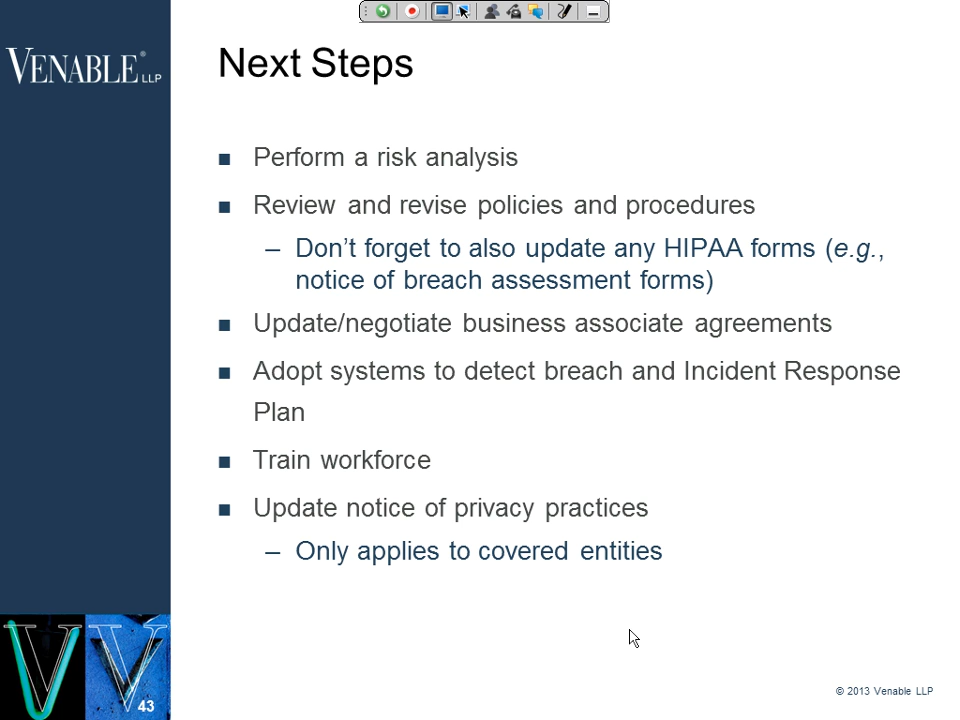 VENABLE® LLP
Next Steps
Perform a risk analysis
Review and revise policies and procedures
– Don’t forget to also update any HIPAA forms (e.g.,
notice of breach assessment forms)
Update/negotiate business associate agreements
Adopt systems to detect breach and Incident Response
Plan
Train workforce
Update notice of privacy practices
– Only applies to covered entities
43
© 2013 Venable LLP